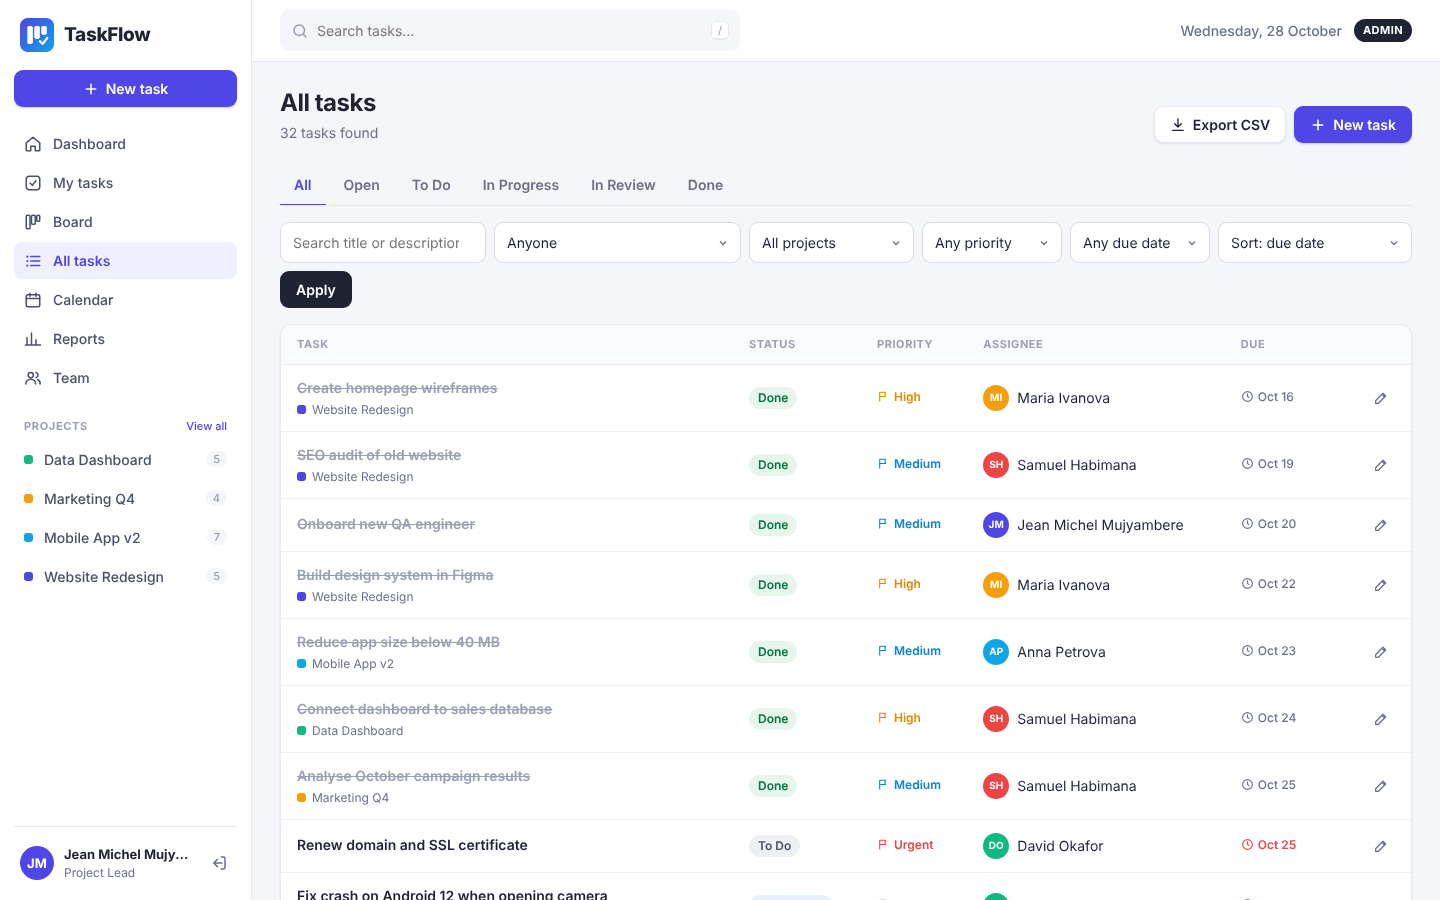 TaskFlow
New task
Dashboard
My tasks
Board
All tasks
Calendar
Reports
Team
PROJECTS View all
Data Dashboard 5
Marketing Q4 4
Mobile App v2 7
Website Redesign 5
JM Jean Michel Mujy...
Project Lead
Search tasks... /
Wednesday, 28 October ADMIN
All tasks
32 tasks found
Export CSV New task
All Open To Do In Progress In Review Done
Search title or description Anyone All projects Any priority Any due date Sort: due date
Apply
TASK STATUS PRIORITY ASSIGNEE DUE
Create homepage wireframes
Website Redesign
Done High MI Maria Ivanova Oct 16
SEO audit of old website
Website Redesign
Done Medium SH Samuel Habimana Oct 19
Onboard new QA engineer Done Medium JM Jean Michel Mujyambere Oct 20
Build design system in Figma
Website Redesign
Done High MI Maria Ivanova Oct 22
Reduce app size below 40 MB
Mobile App v2
Done Medium AP Anna Petrova Oct 23
Connect dashboard to sales database
Data Dashboard
Done High SH Samuel Habimana Oct 24
Analyse October campaign results
Marketing Q4
Done Medium SH Samuel Habimana Oct 25
Renew domain and SSL certificate To Do Urgent DO David Okafor Oct 25
Fix crash on Android 12 when opening camera